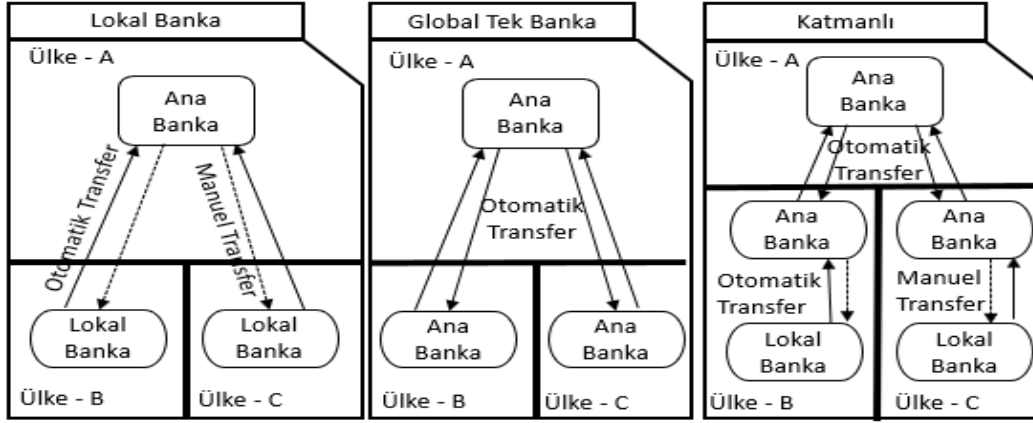 Lokal Banka
Ülke - A
Ana
Banka
Otomatik Transfer
Manuel Transfer
Lokal
Banka
Lokal
Banka
Ülke - B
Ülke - C
Global Tek Banka
Ülke - A
Ana
Banka
Otomatik
Transfer
Ana
Banka
Ana
Banka
Ülke - B
Ülke - C
Katmanlı
Ülke - A
Ana
Banka
Otomatik
Transfer
Ana
Banka
Ana
Banka
Otomatik
Transfer
Manuel
Transfer
Lokal
Banka
Lokal
Banka
Ülke - B
Ülke - C